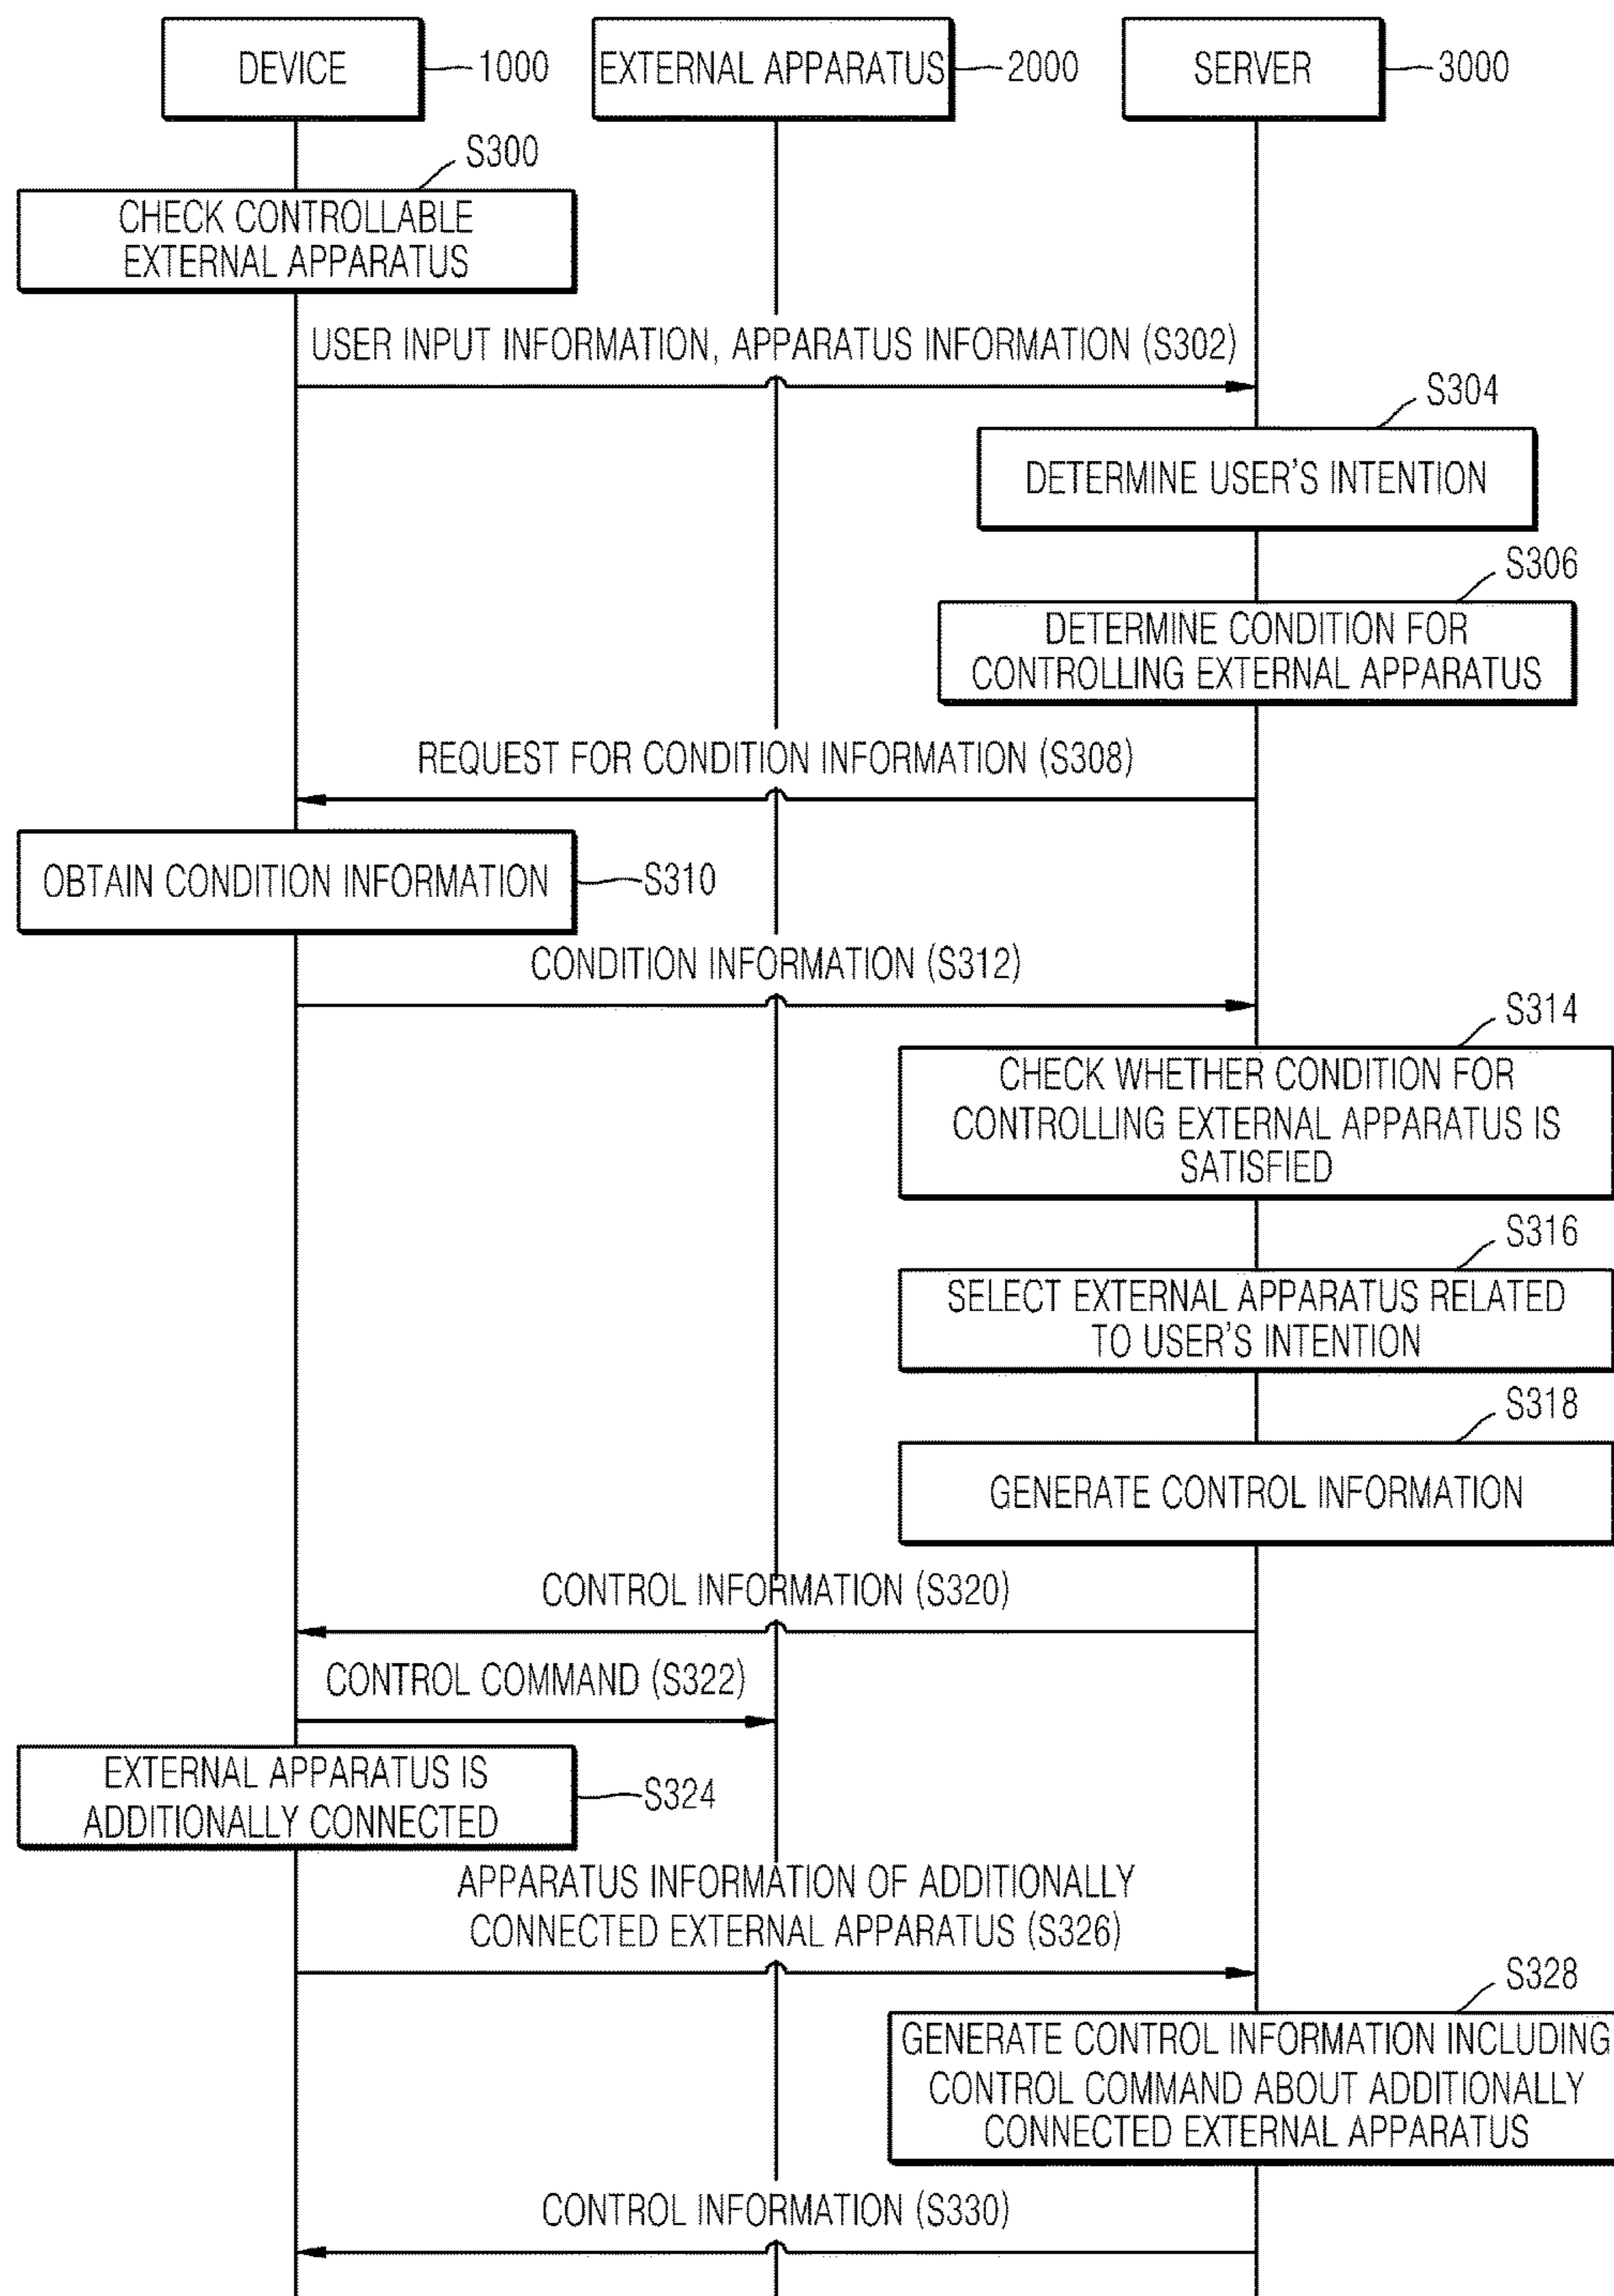 DEVICE
1000
EXTERNAL APPARATUS
2000
SERVER
3000
S300
CHECK CONTROLLABLE
EXTERNAL APPARATUS
USER INPUT INFORMATION, APPARATUS INFORMATION (S302)
S304
DETERMINE USER'S INTENTION
S306
DETERMINE CONDITION FOR
CONTROLLING EXTERNAL APPARATUS
REQUEST FOR CONDITION INFORMATION (S308)
OBTAIN CONDITION INFORMATION
S310
CONDITION INFORMATION (S312)
S314
CHECK WHETHER CONDITION FOR
CONTROLLING EXTERNAL APPARATUS IS
SATISFIED
S316
SELECT EXTERNAL APPARATUS RELATED
TO USER'S INTENTION
S318
GENERATE CONTROL INFORMATION
CONTROL INFORMATION (S320)
CONTROL COMMAND (S322)
EXTERNAL APPARATUS IS
ADDITIONALLY CONNECTED
S324
APPARATUS INFORMATION OF ADDITIONALLY
CONNECTED EXTERNAL APPARATUS (S326)
S328
GENERATE CONTROL INFORMATION INCLUDING
CONTROL COMMAND ABOUT ADDITIONALLY
CONNECTED EXTERNAL APPARATUS
CONTROL INFORMATION (S330)